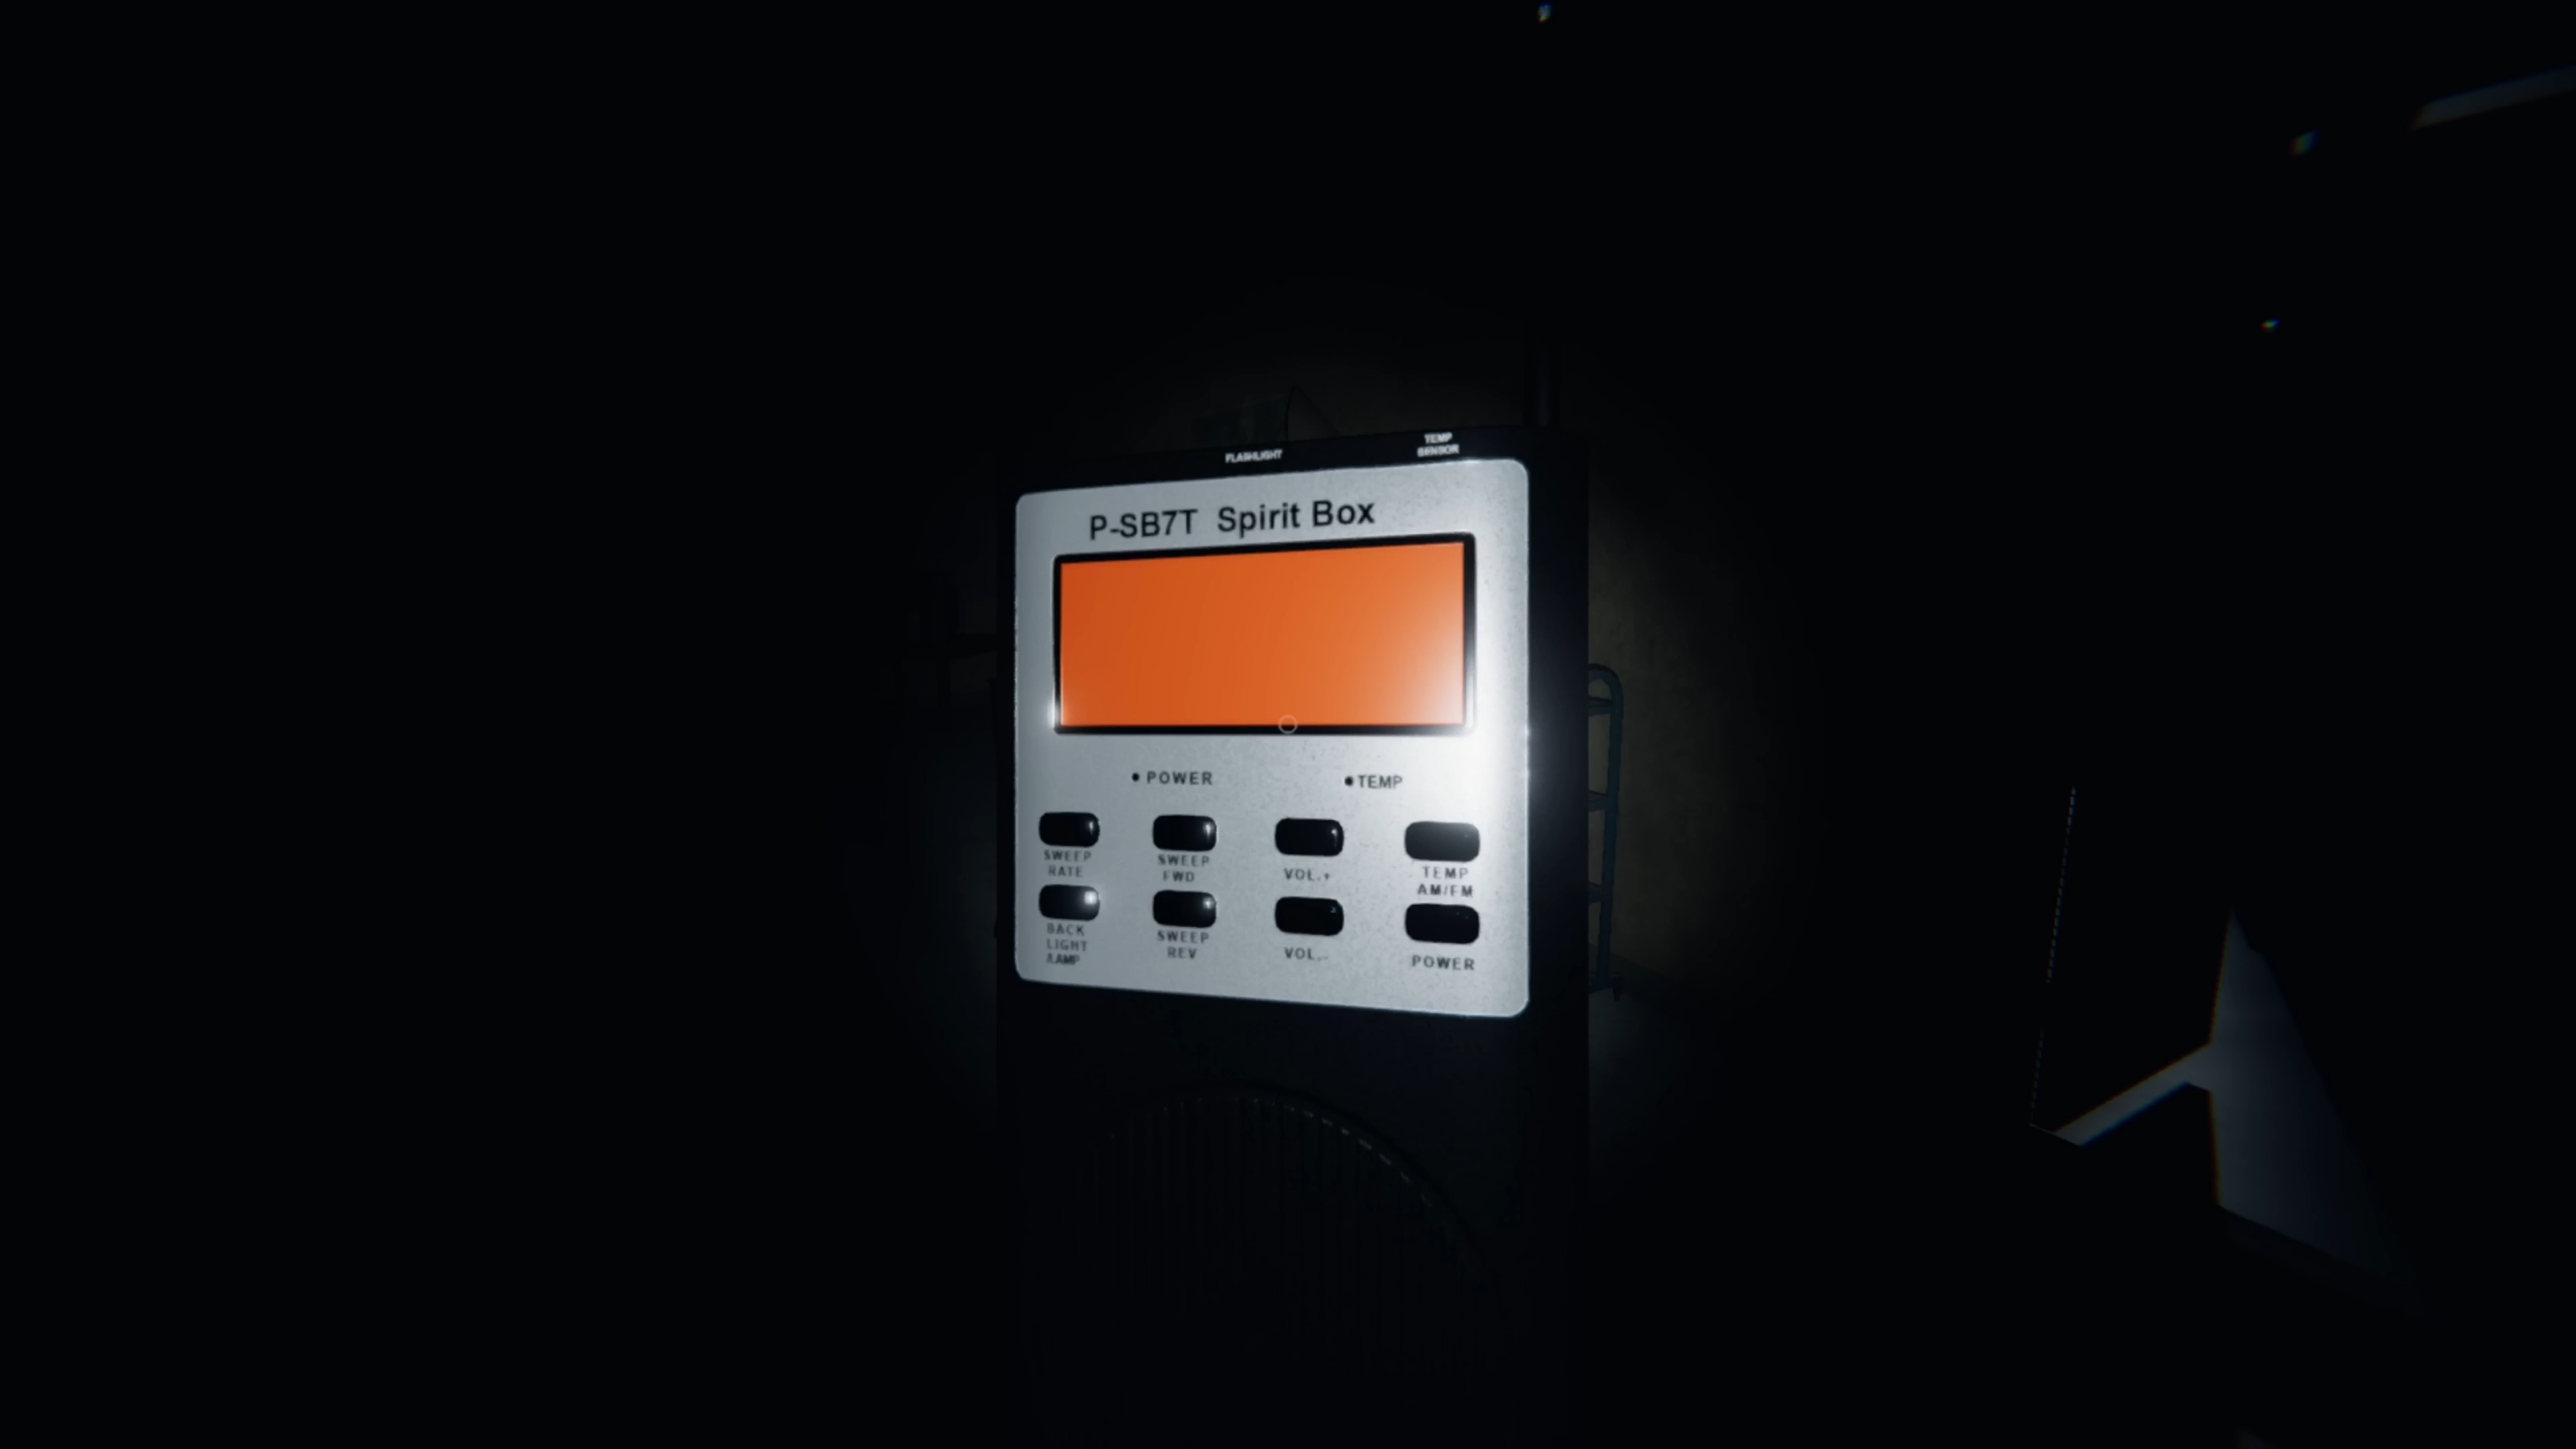 FLASHLIGHT
TEMP
SENSOR
P-SB7T Spirit Box
POWER
TEMP
SWEEP
RATE
SWEEP
FWD
VOL.+
TEMP
AM/FM
BACK
LIGHT
/LAMP
SWEEP
REV
VOL.-
POWER